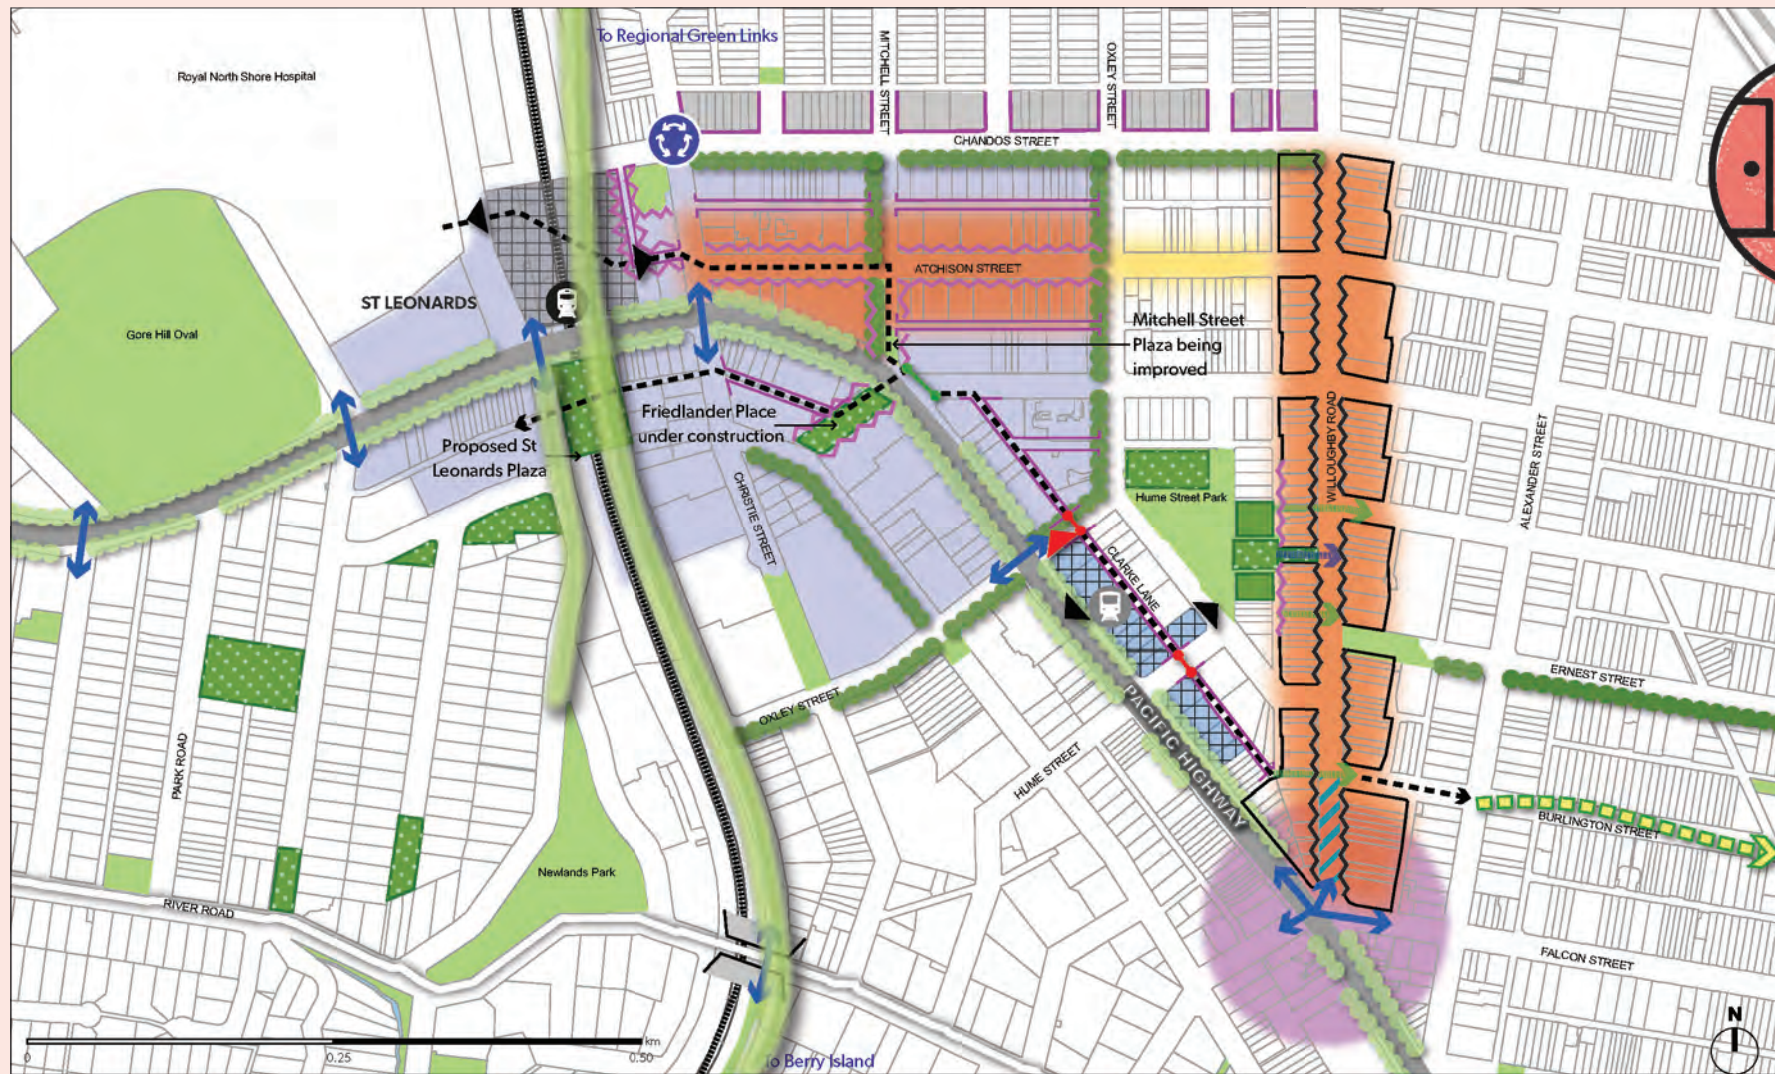 To Regional Green Links
Royal North Shore Hospital
MITCHELL STREET
OXLEY STREET
CHANDOS STREET
ATCHISON STREET
ST LEONARDS
Gore Hill Oval
Mitchell Street
Plaza being
improved
Friedlander Place
under construction
Proposed St
Leonards Plaza
CHRISTIE STREET
Hume Street Park
WILLOUGHBY ROAD
ALEXANDER STREET
CLARKE LANE
ERNEST STREET
OXLEY STREET
PACIFIC HIGHWAY
HUME STREET
PARK ROAD
BURLINGTON STREET
Newlands Park
RIVER ROAD
FALCON STREET
N
km
0
0.25
0.50
To Berry Island